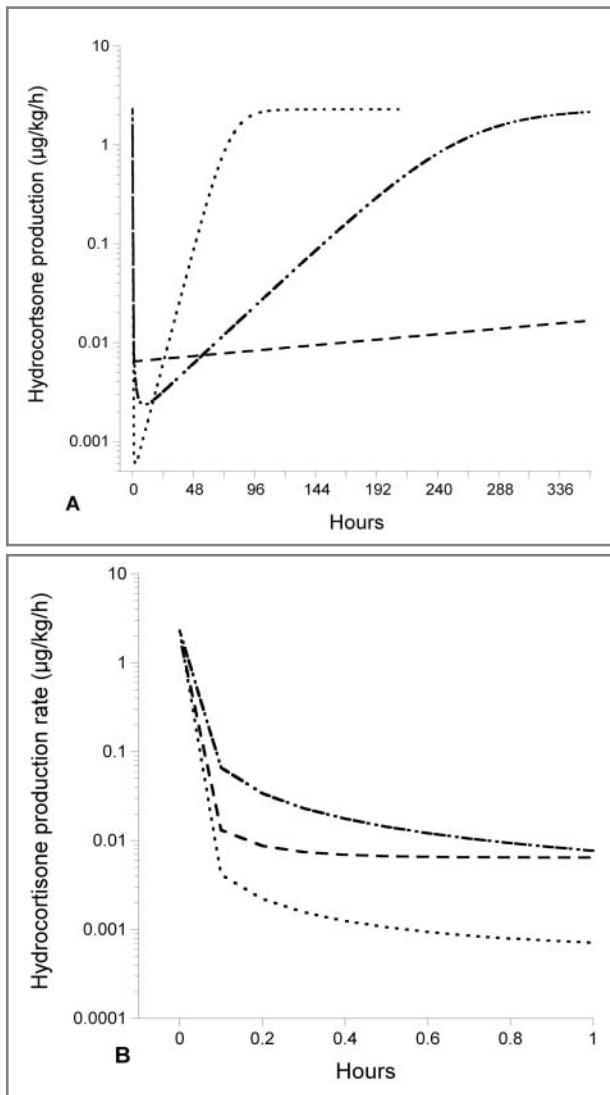 Hydrocortsone production (µg/kg/h)
10
1
0.1
0.01
0.001
0 48 96 144 192 240 288 336
A
Hours
Hydrocortisone production rate (µg/kg/h)
10
1
0.1
0.01
0.001
0.0001
0 0.2 0.4 0.6 0.8 1
B
Hours